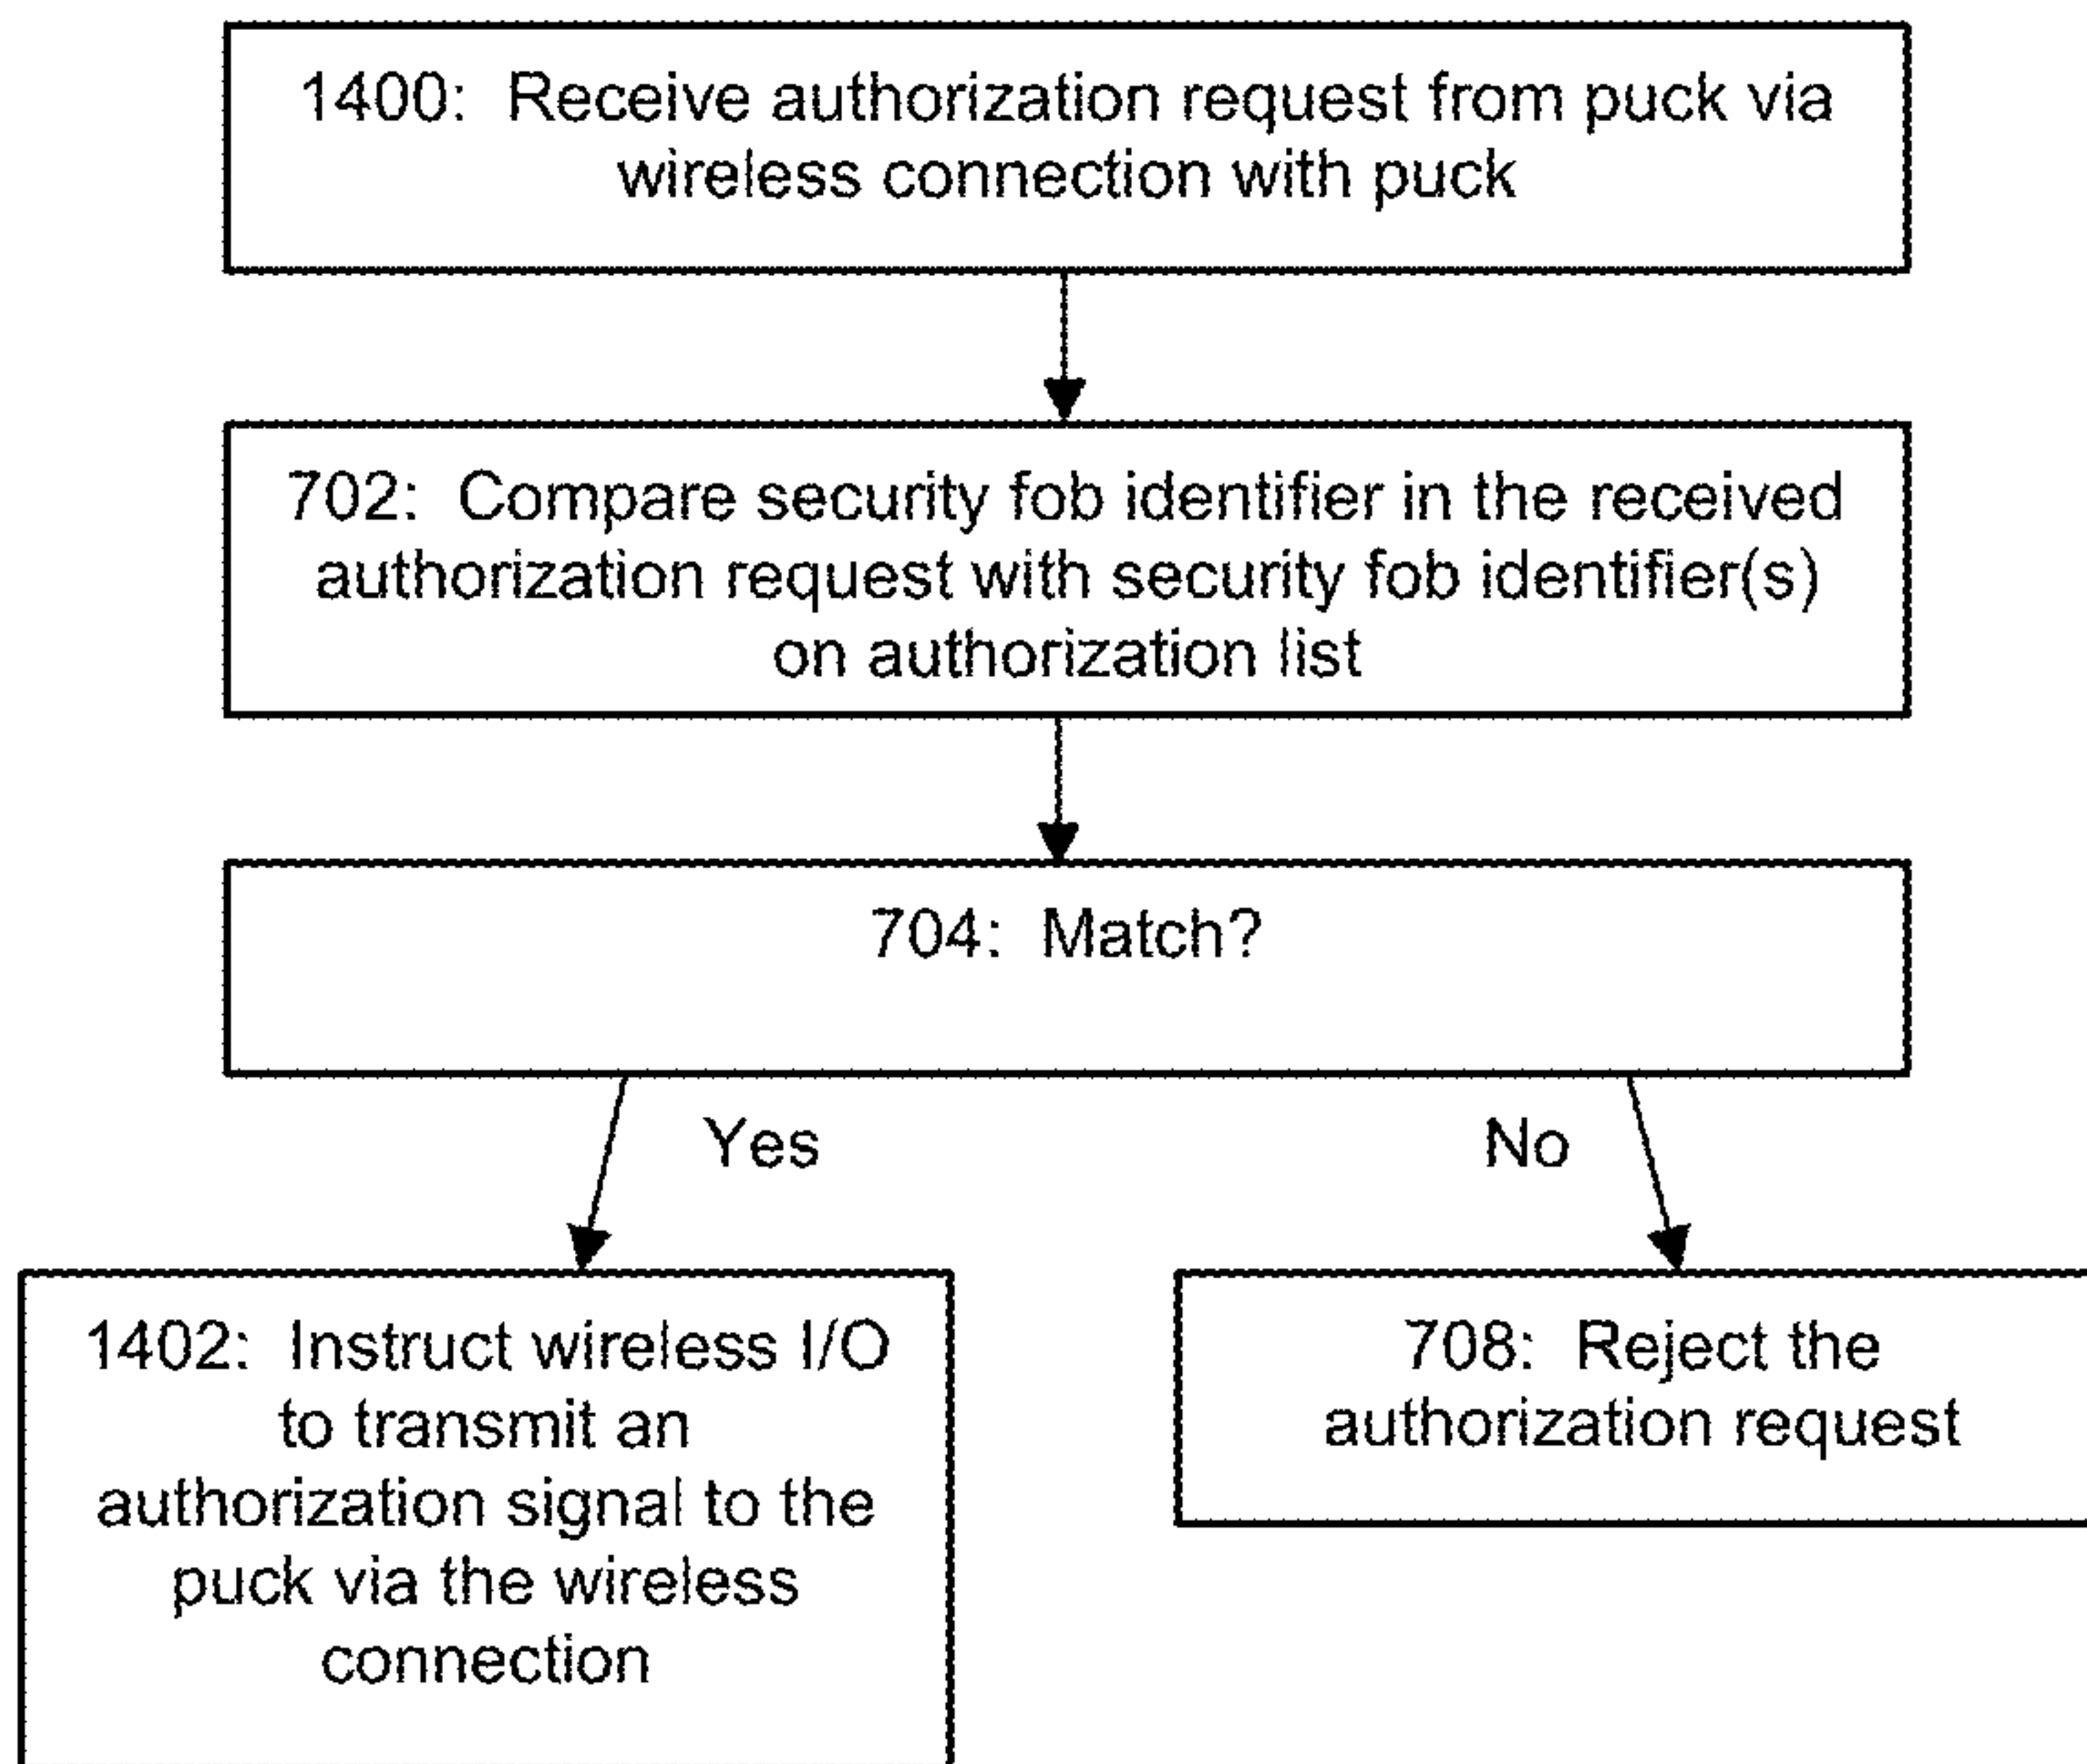 1400: Receive authorization request from puck via
wireless connection with puck
702: Compare security fob identifier in the received
authorization request with security fob identifier(s)
on authorization list
704: Match?
Yes
No
1402: Instruct wireless I/O
to transmit an
authorization signal to the
puck via the wireless
connection
708: Reject the
authorization request